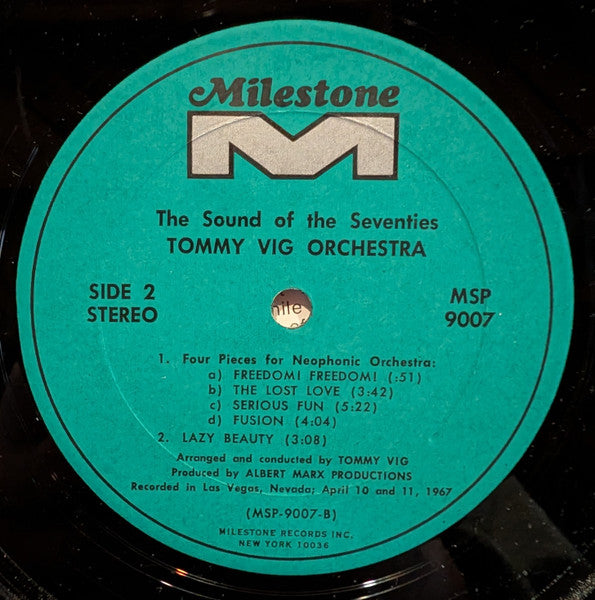 Milestone
M
The Sound of the Seventies
TOMMY VIG ORCHESTRA
SIDE 2
STEREO
MSP
9007
nile
of
1. Four Pieces for Neophonic Orchestra:
a) FREEDOM! FREEDOM! (:51)
b) THE LOST LOVE (3:42)
c) SERIOUS FUN (5:22)
d) FUSION (4:04)
2. LAZY BEAUTY (3:08)
Arranged and conducted by TOMMY VIG
Produced by ALBERT MARX PRODUCTIONS
Recorded in Las Vegas, Nevada; April 10 and 11, 1967
(MSP-9007-B)
MILESTONE RECORDS INC.
NEW YORK 10036